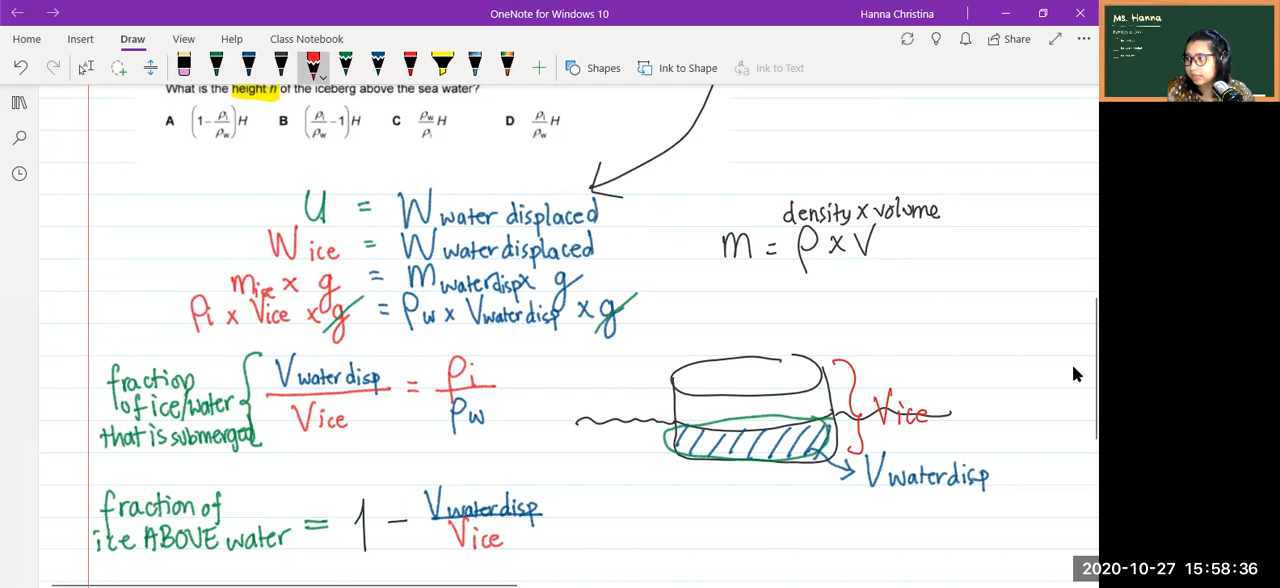 OneNote for Windows 10
Hanna Christina
Home Insert Draw View Help Class Notebook
Share
Shapes Ink to Shape Ink to Text
What is the height h of the iceberg above the sea water?
A (1 − ρi/ρw)H B (ρi/ρw − 1)H C ρw/ρi H D ρi/ρw H
U = W water displaced
W ice = W water displaced
m ice x g = m water disp x g
ρi x Vice x g = ρw x Vwater disp x g
density x volume
m = ρ x V
fraction
of ice/water
that is submerged
Vwater disp / Vice = ρi / ρw
Vice
Vwater disp
fraction of
ice ABOVE water = 1 − Vwater disp / Vice
Ms. Hanna
2020-10-27 15:58:36